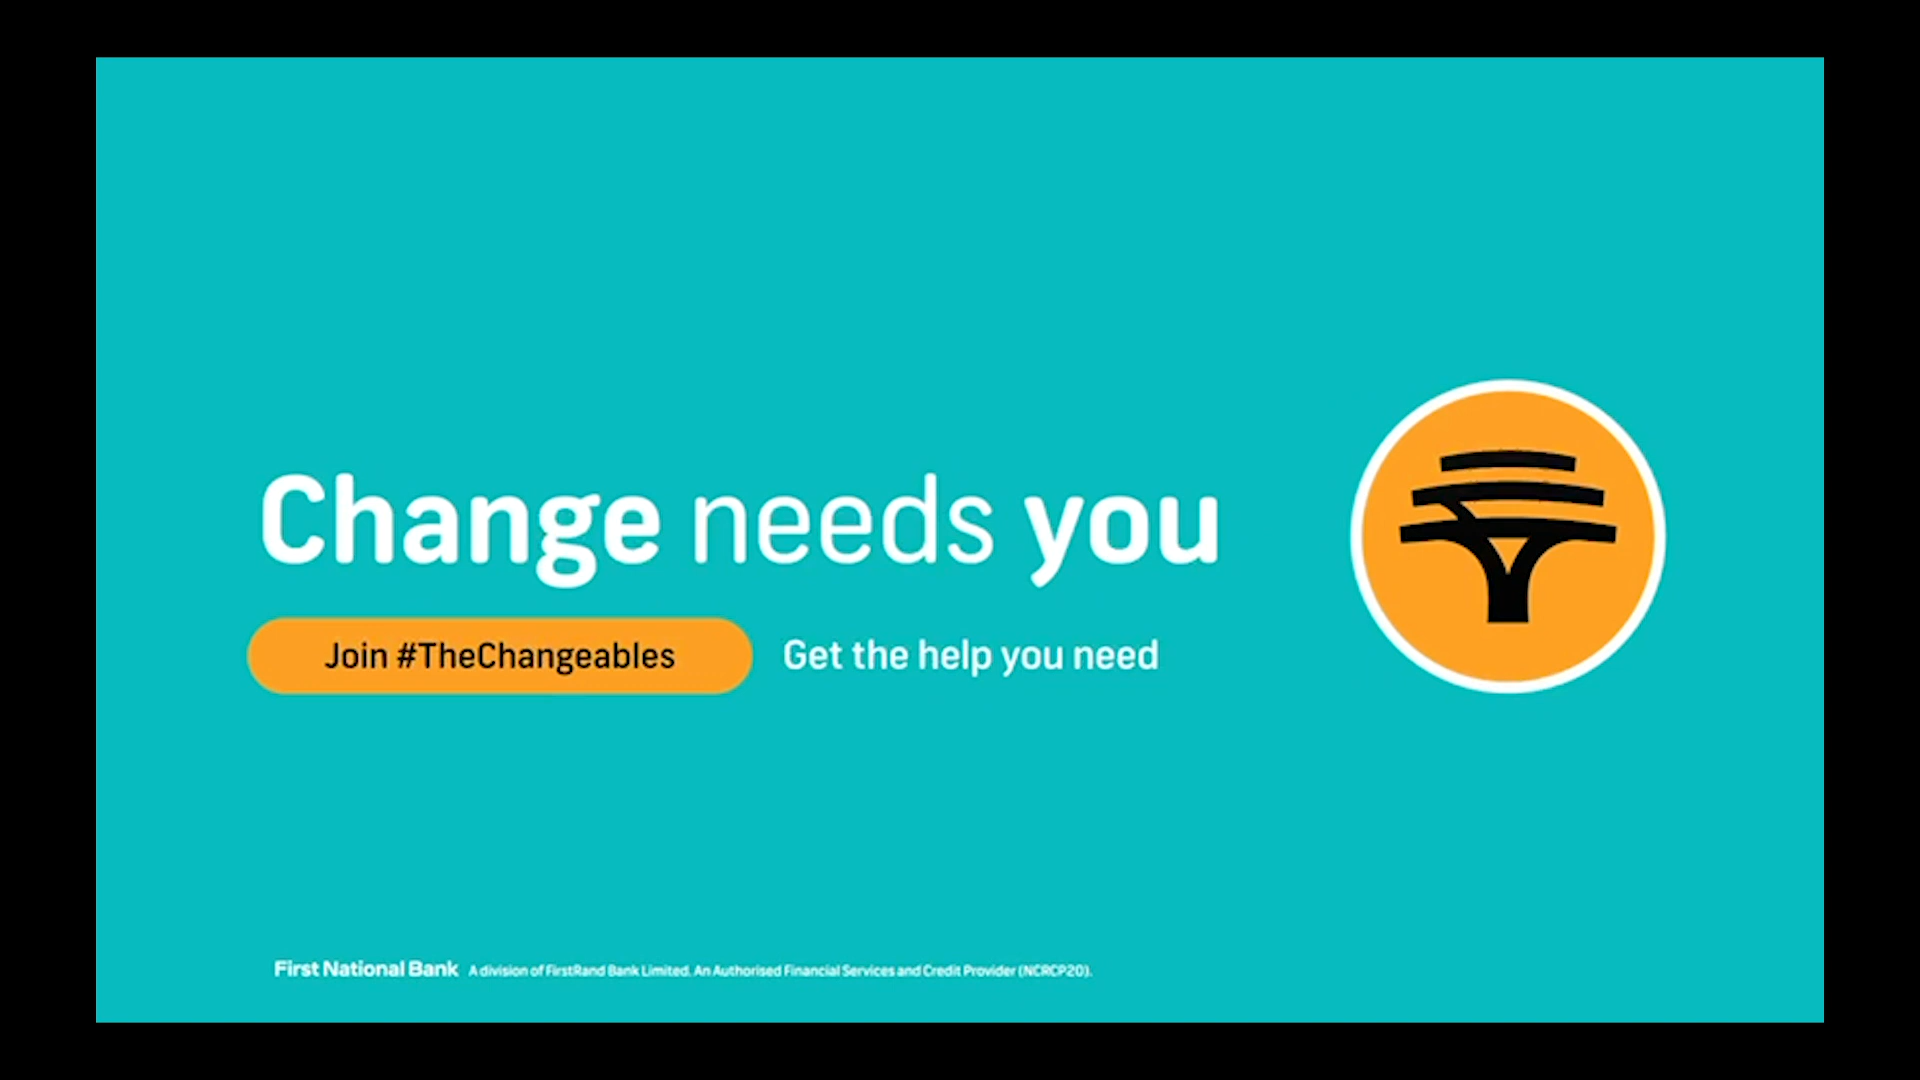 Change needs you
Join #TheChangeables
Get the help you need
First National Bank A division of FirstRand Bank Limited. An Authorised Financial Services and Credit Provider (NCRCP20).